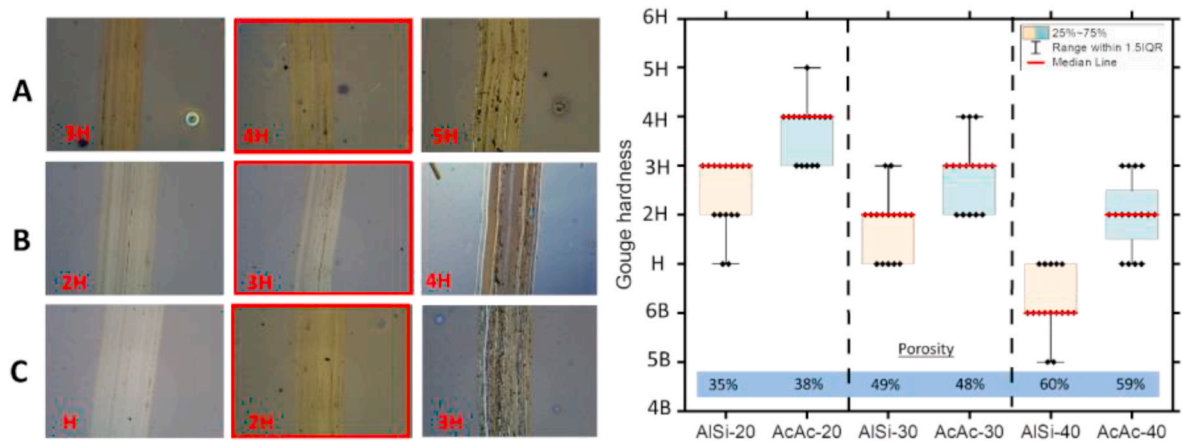 A
3H
4H
5H
B
2H
3H
4H
C
H
2H
3H
Gouge hardness
6H
5H
4H
3H
2H
H
6B
5B
4B
25%~75%
Range within 1.5IQR
Median Line
Porosity
35% 38% 49% 48% 60% 59%
AlSi-20 AcAc-20 AlSi-30 AcAc-30 AlSi-40 AcAc-40